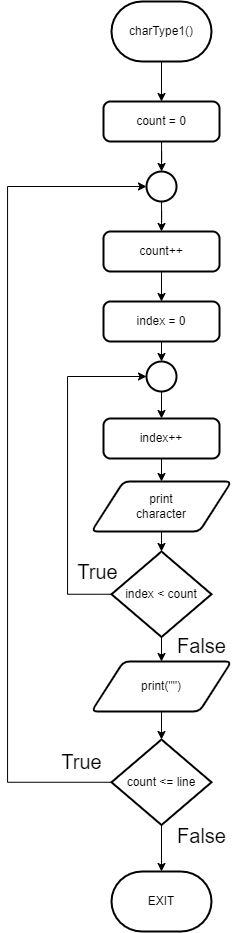 charType1()
count = 0
count++
index = 0
index++
print
character
True
index < count
False
print("")
True
count <= line
False
EXIT